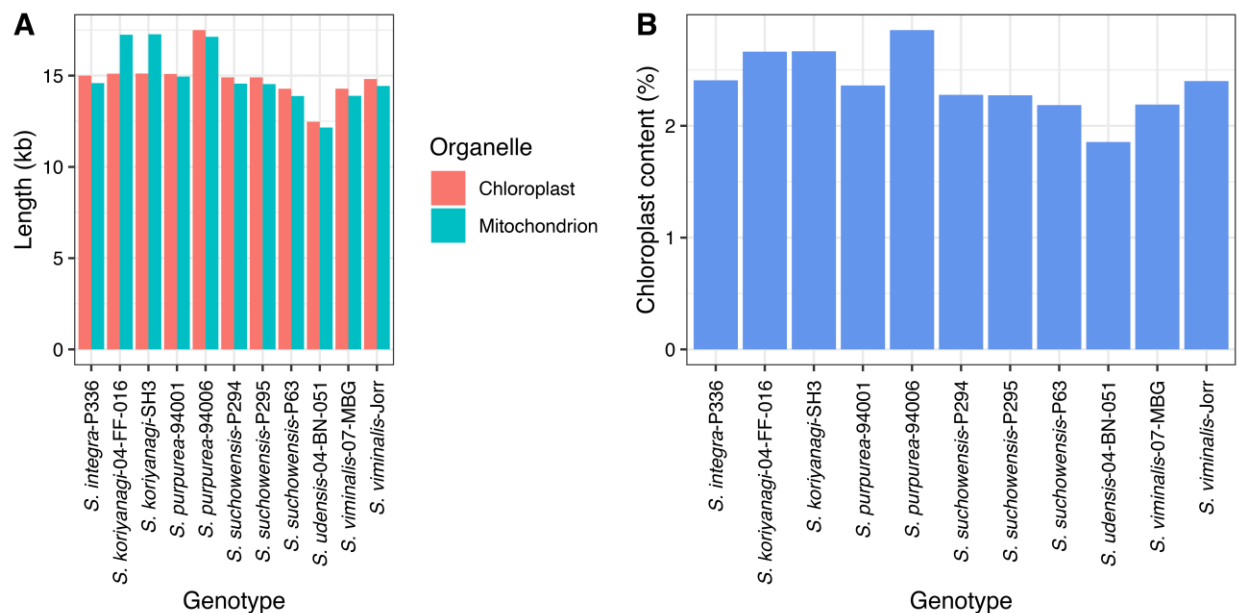 A
Length (kb)
15
10
5
0
S. integra-P336
S. koriyanagi-04-FF-016
S. koriyanagi-SH3
S. purpurea-94001
S. purpurea-94006
S. suchowensis-P294
S. suchowensis-P295
S. suchowensis-P63
S. udensis-04-BN-051
S. viminalis-07-MBG
S. viminalis-Jorr
Genotype
Organelle
Chloroplast
Mitochondrion
B
Chloroplast content (%)
2
1
0
S. integra-P336
S. koriyanagi-04-FF-016
S. koriyanagi-SH3
S. purpurea-94001
S. purpurea-94006
S. suchowensis-P294
S. suchowensis-P295
S. suchowensis-P63
S. udensis-04-BN-051
S. viminalis-07-MBG
S. viminalis-Jorr
Genotype